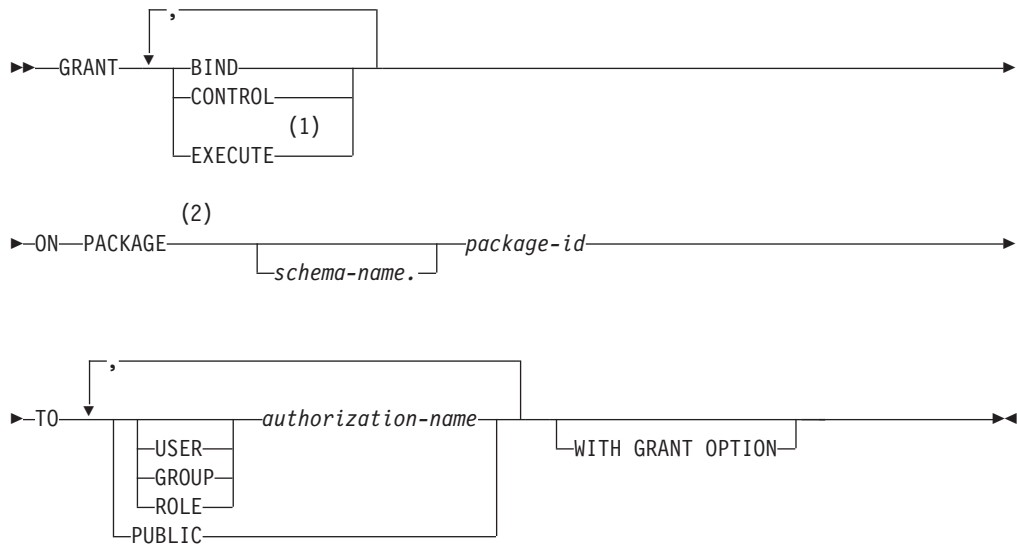 ,
GRANT BIND
CONTROL
(1)
EXECUTE
(2)
ON PACKAGE package-id
schema-name.
,
TO authorization-name
USER WITH GRANT OPTION
GROUP
ROLE
PUBLIC